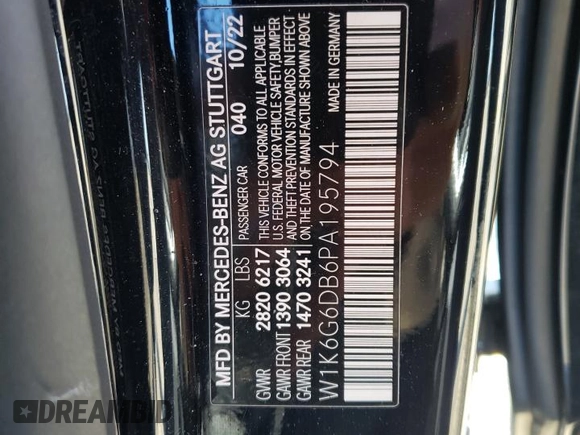 MFD BY MERCEDES-BENZ AG STUTTGART
040 10/22
KG LBS PASSENGER CAR
GVWR 2820 6217 THIS VEHICLE CONFORMS TO ALL APPLICABLE
U.S. FEDERAL MOTOR VEHICLE SAFETY,BUMPER
GAWR FRONT 1390 3064 AND THEFT PREVENTION STANDARDS IN EFFECT
GAWR REAR 1470 3241 ON THE DATE OF MANUFACTURE SHOWN ABOVE
W1K6G6DB6PA195794 MADE IN GERMANY
DREAMBID